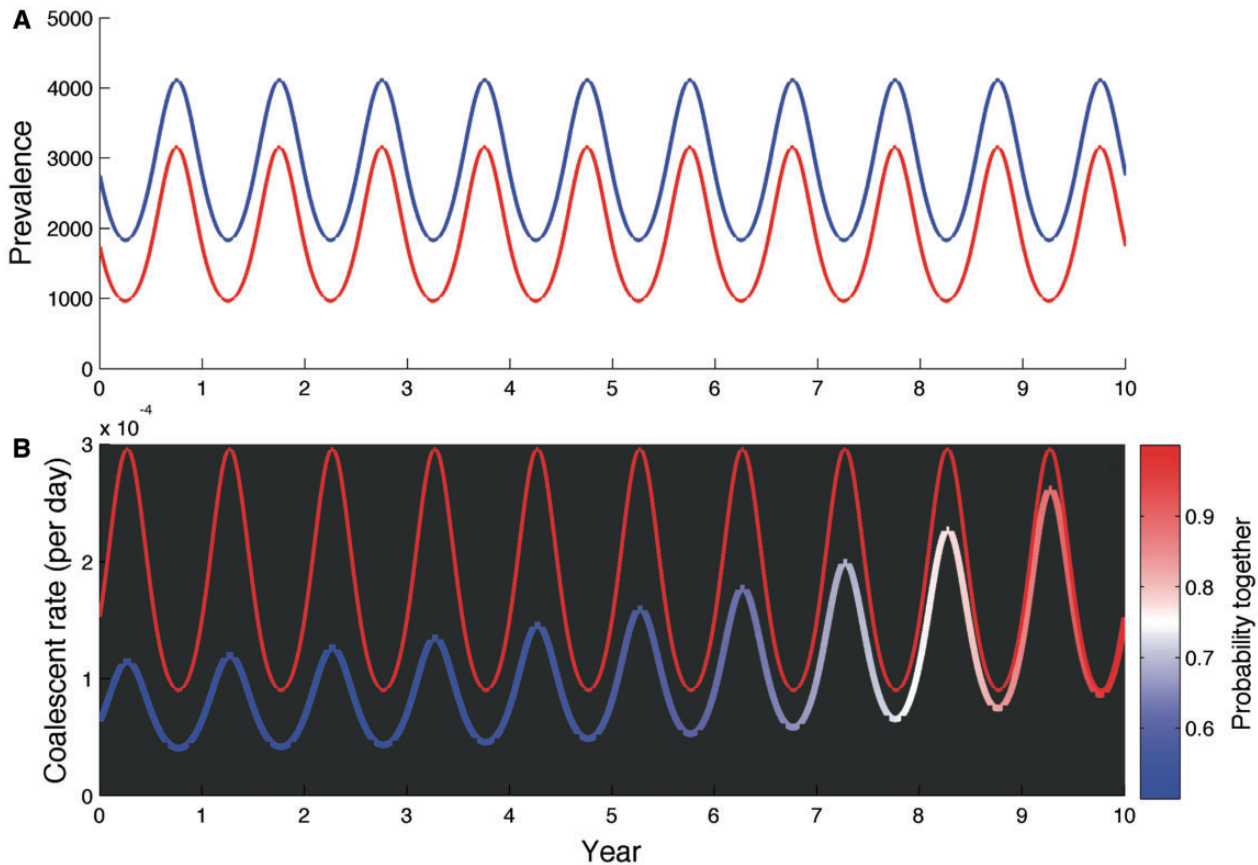 A
5000
4000
3000
2000
1000
0
Prevalence
0 1 2 3 4 5 6 7 8 9 10
x 10
-4
B
3
2
1
0
Coalescent rate (per day)
0 1 2 3 4 5 6 7 8 9 10
Year
0.9
0.8
0.7
0.6
Probability together